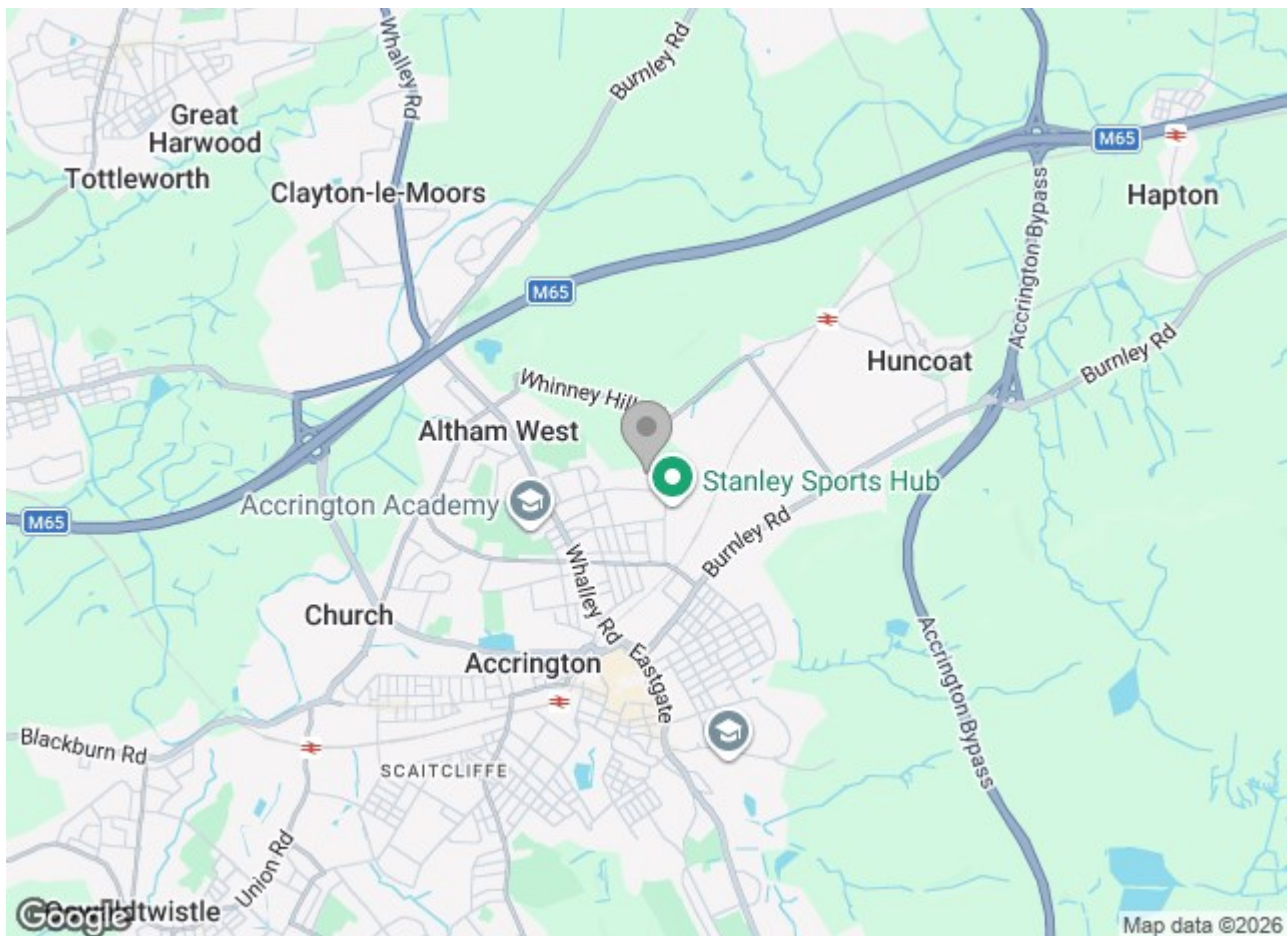 Whalley Rd
Burnley Rd
Great
Harwood
Tottleworth
Clayton-le-Moors
M65
Hapton
Accrington Bypass
M65
Huncoat
Burnley Rd
Whinney Hill
Altham West
Stanley Sports Hub
Accrington Academy
M65
Burnley Rd
Whalley Rd
Church
Accrington
Eastgate
Accrington Bypass
Blackburn Rd
SCAITCLIFFE
Union Rd
Google
Map data ©2026